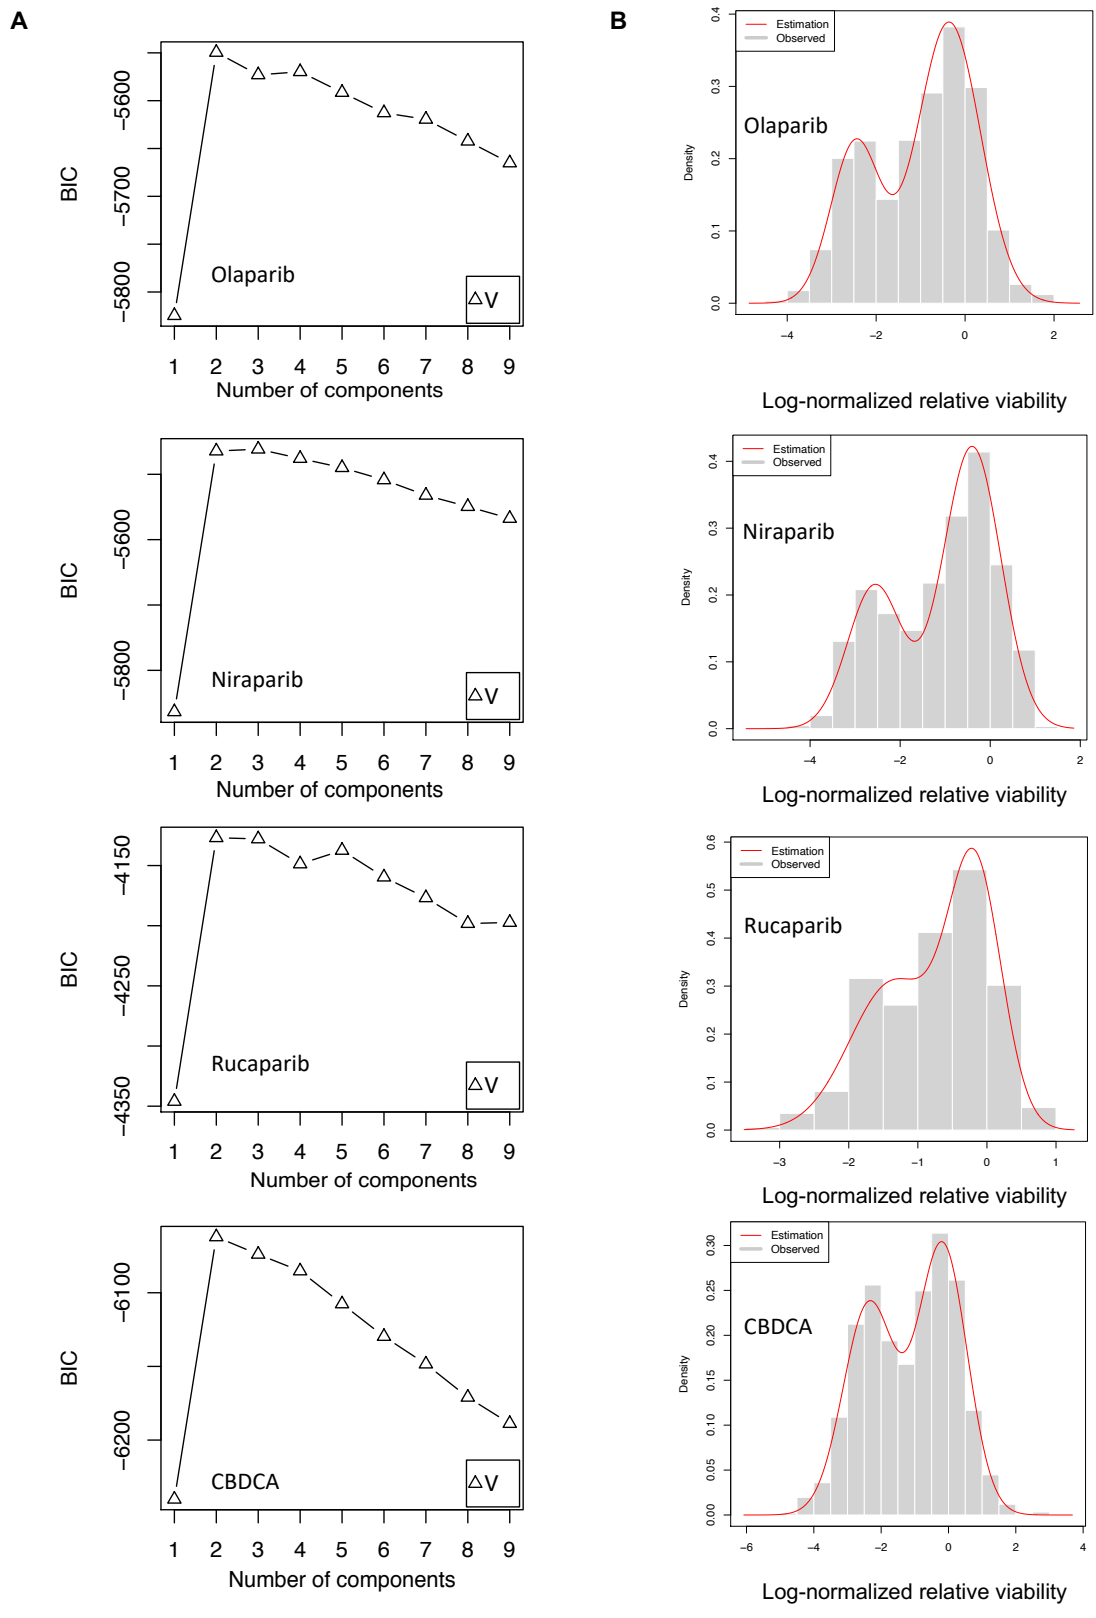 A
BIC
-5600
-5700
-5800
Olaparib
V
1 2 3 4 5 6 7 8 9
Number of components
BIC
-5600
-5800
Niraparib
V
1 2 3 4 5 6 7 8 9
Number of components
BIC
-4150
-4250
-4350
Rucaparib
V
1 2 3 4 5 6 7 8 9
Number of components
BIC
-6100
-6200
CBDCA
V
1 2 3 4 5 6 7 8 9
Number of components
B
Estimation
Observed
Olaparib
Density
0.4
0.3
0.2
0.1
0.0
-4 -2 0 2
Log-normalized relative viability
Estimation
Observed
Niraparib
Density
0.4
0.3
0.2
0.1
0.0
-4 -2 0 2
Log-normalized relative viability
Estimation
Observed
Rucaparib
Density
0.6
0.5
0.4
0.3
0.2
0.1
0.0
-3 -2 -1 0 1
Log-normalized relative viability
Estimation
Observed
CBDCA
Density
0.30
0.25
0.20
0.15
0.10
0.05
0.00
-6 -4 -2 0 2 4
Log-normalized relative viability